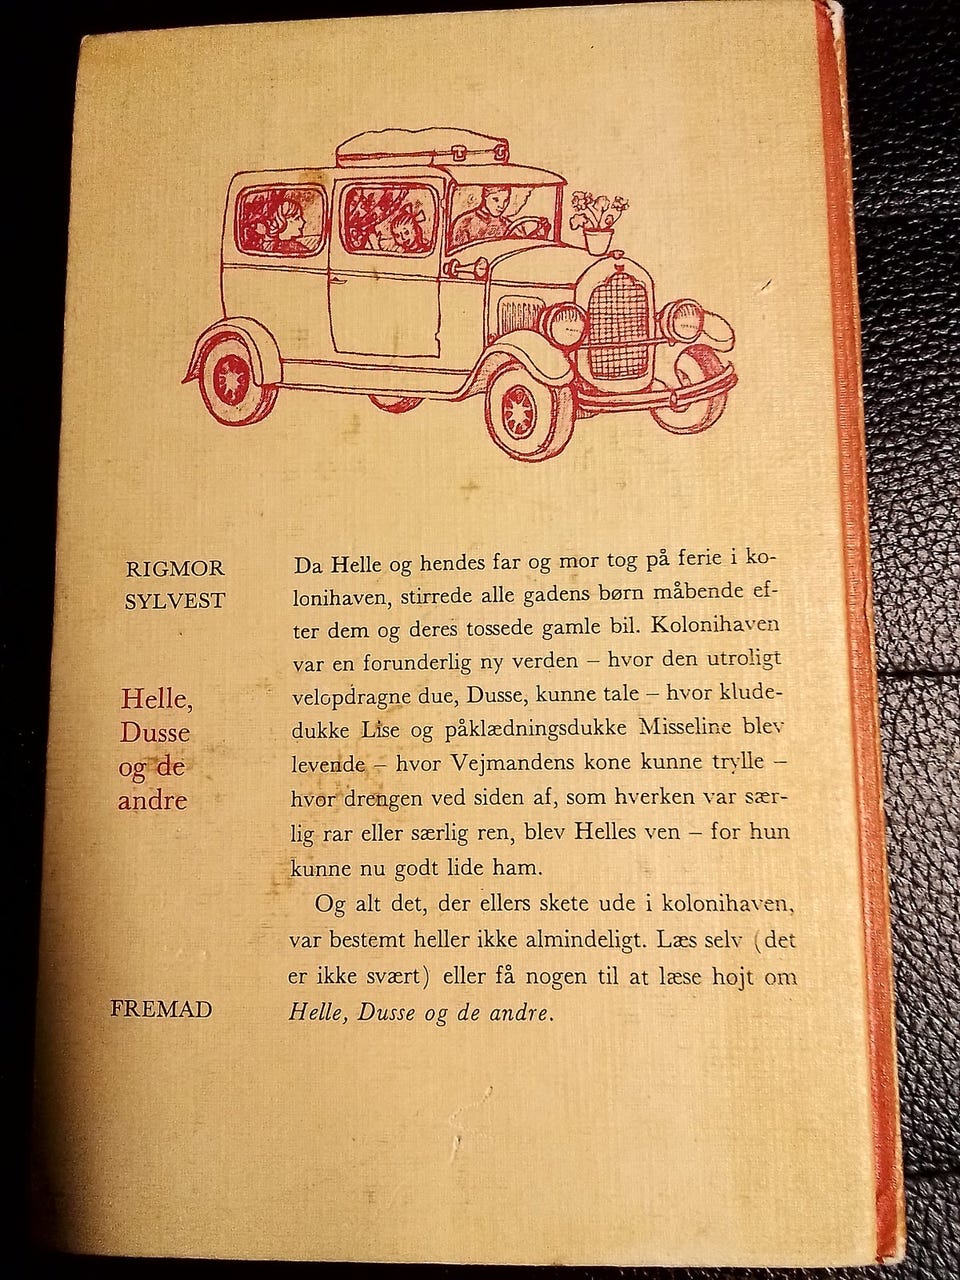 RIGMOR
SYLVEST
Helle,
Dusse
og de
andre
FREMAD
Da Helle og hendes far og mor tog på ferie i ko-
lonihaven, stirrede alle gadens børn måbende ef-
ter dem og deres tossede gamle bil. Kolonihaven
var en forunderlig ny verden – hvor den utroligt
velopdragne due, Dusse, kunne tale – hvor klude-
dukke Lise og påklædningsdukke Misseline blev
levende – hvor Vejmandens kone kunne trylle –
hvor drengen ved siden af, som hverken var sær-
lig rar eller særlig ren, blev Helles ven – for hun
kunne nu godt lide ham.
Og alt det, der ellers skete ude i kolonihaven,
var bestemt heller ikke almindeligt. Læs selv (det
er ikke svært) eller få nogen til at læse højt om
Helle, Dusse og de andre.